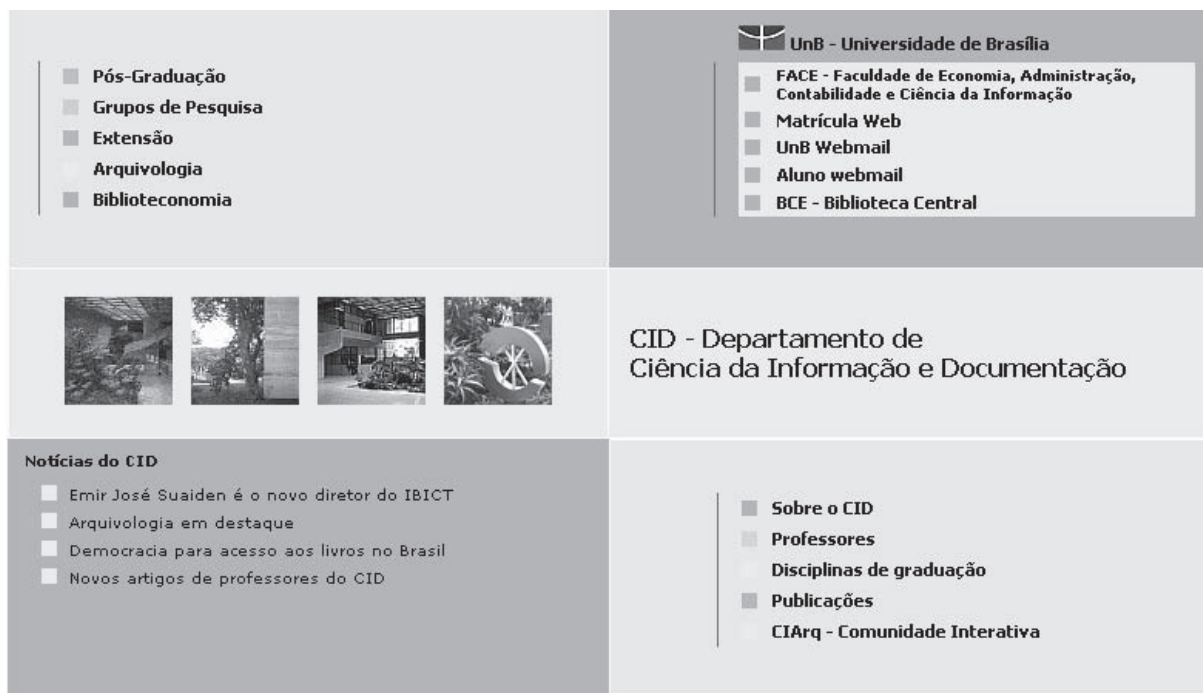 Pós-Graduação
Grupos de Pesquisa
Extensão
Arquivologia
Biblioteconomia
UnB - Universidade de Brasília
FACE - Faculdade de Economia, Administração,
Contabilidade e Ciência da Informação
Matrícula Web
UnB Webmail
Aluno webmail
BCE - Biblioteca Central
CID - Departamento de
Ciência da Informação e Documentação
Notícias do CID
Emir José Suaiden é o novo diretor do IBICT
Arquivologia em destaque
Democracia para acesso aos livros no Brasil
Novos artigos de professores do CID
Sobre o CID
Professores
Disciplinas de graduação
Publicações
CIArq - Comunidade Interativa